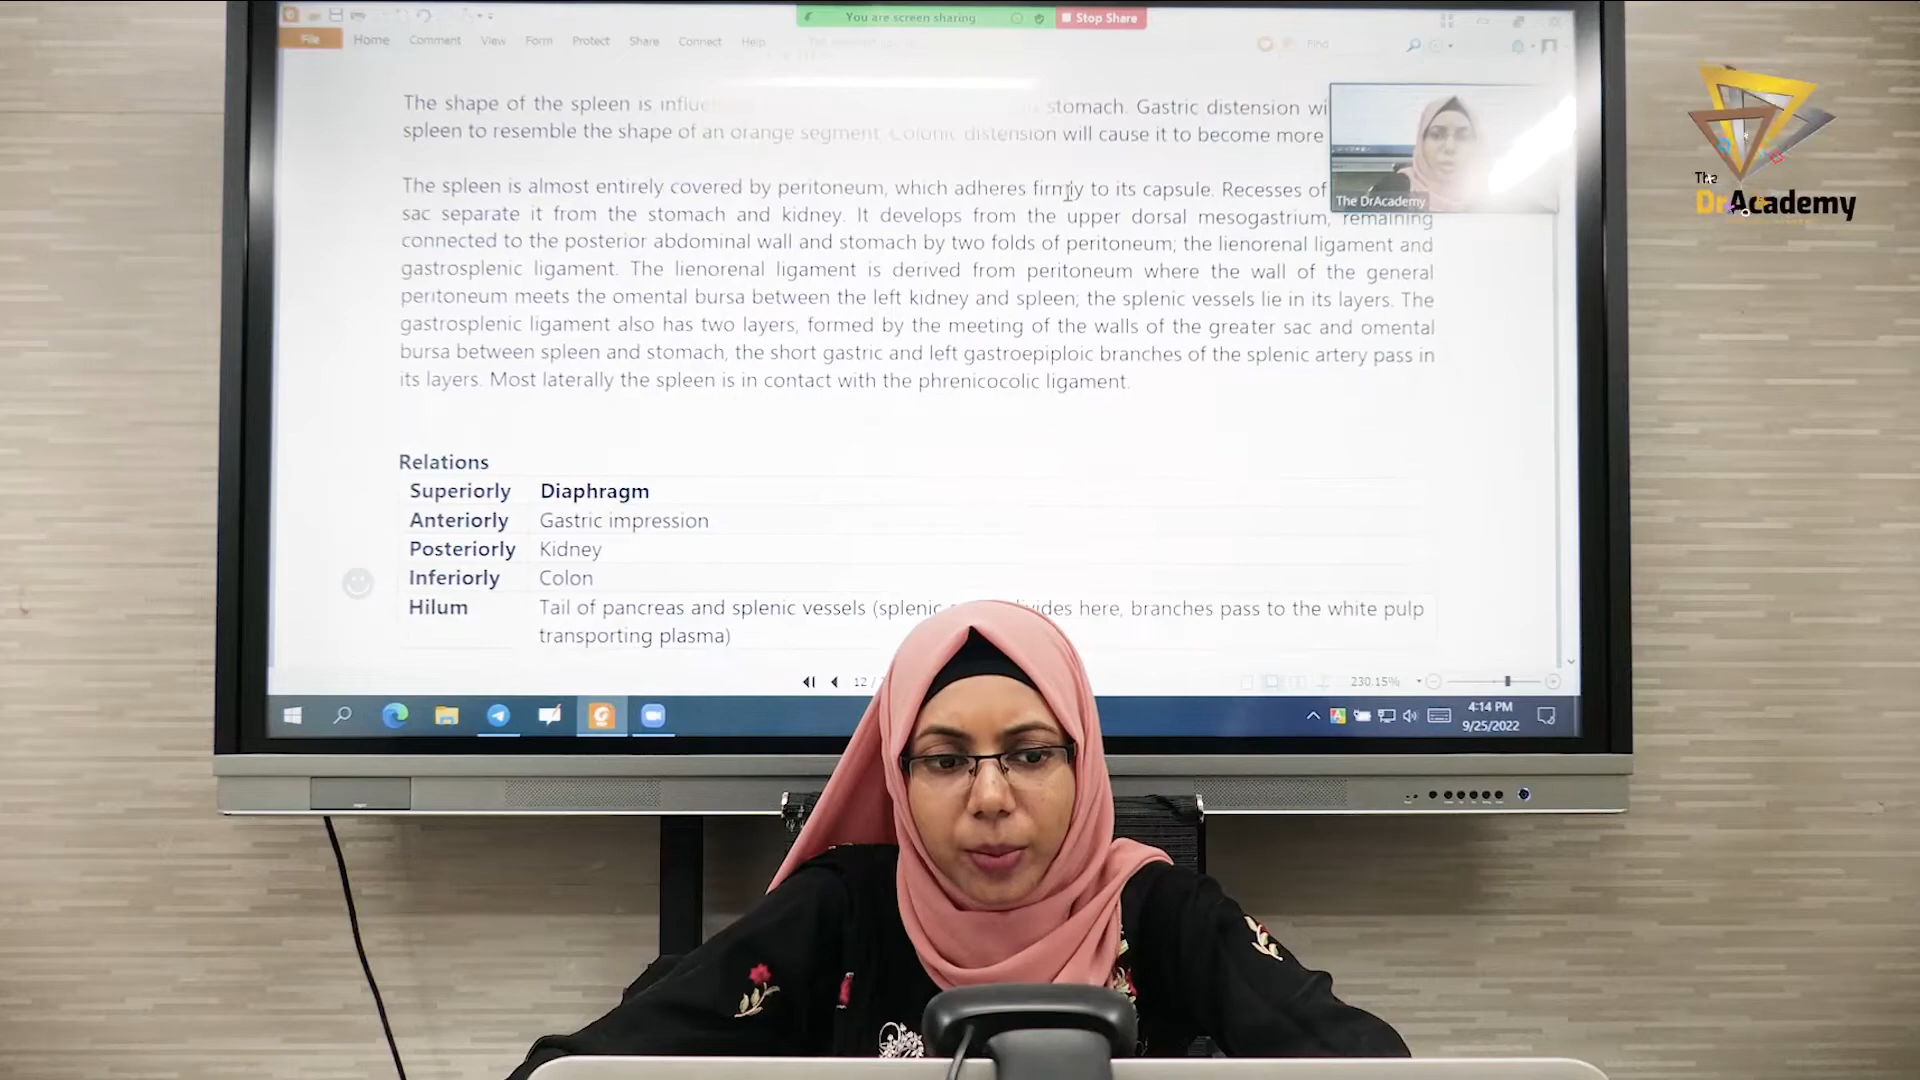 You are screen sharing
Stop Share
File Home Comment View Form Protect Share Connect Help
Find
The shape of the spleen is stomach. Gastric distension
spleen to resemble the shape of an orange segment. Colonic distension will cause it to become more
The spleen is almost entirely covered by peritoneum, which adheres firmly to its capsule. Recesses of
sac separate it from the stomach and kidney. It develops from the upper dorsal mesogastrium, remaining
connected to the posterior abdominal wall and stomach by two folds of peritoneum; the lienorenal ligament and
gastrosplenic ligament. The lienorenal ligament is derived from peritoneum where the wall of the general
peritoneum meets the omental bursa between the left kidney and spleen; the splenic vessels lie in its layers. The
gastrosplenic ligament also has two layers, formed by the meeting of the walls of the greater sac and omental
bursa between spleen and stomach, the short gastric and left gastroepiploic branches of the splenic artery pass in
its layers. Most laterally the spleen is in contact with the phrenicocolic ligament.
The DrAcademy
The
DrAcademy
Relations
Superiorly Diaphragm
Anteriorly Gastric impression
Posteriorly Kidney
Inferiorly Colon
Hilum Tail of pancreas and splenic vessels (splenic here, branches pass to the white pulp
transporting plasma)
12 /
230.15%
4:14 PM
9/25/2022